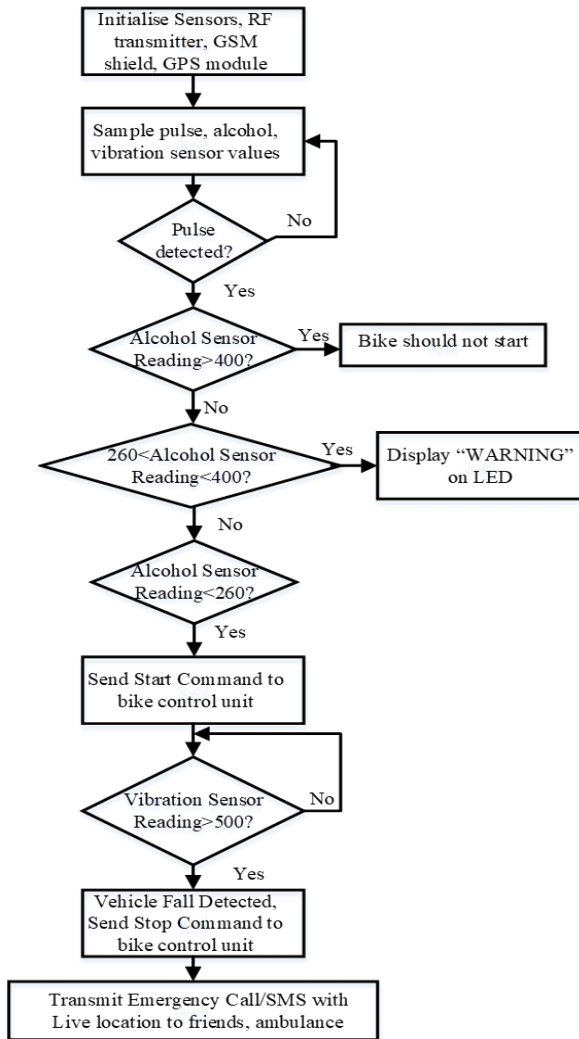 Initialise Sensors, RF
transmitter, GSM
shield, GPS module
Sample pulse, alcohol,
vibration sensor values
No
Pulse
detected?
Yes
Alcohol Sensor
Reading>400?
Yes
Bike should not start
No
260<Alcohol Sensor
Reading<400?
Yes
Display “WARNING”
on LED
No
Alcohol Sensor
Reading<260?
Yes
Send Start Command to
bike control unit
Vibration Sensor
Reading>500?
No
Yes
Vehicle Fall Detected,
Send Stop Command to
bike control unit
Transmit Emergency Call/SMS with
Live location to friends, ambulance